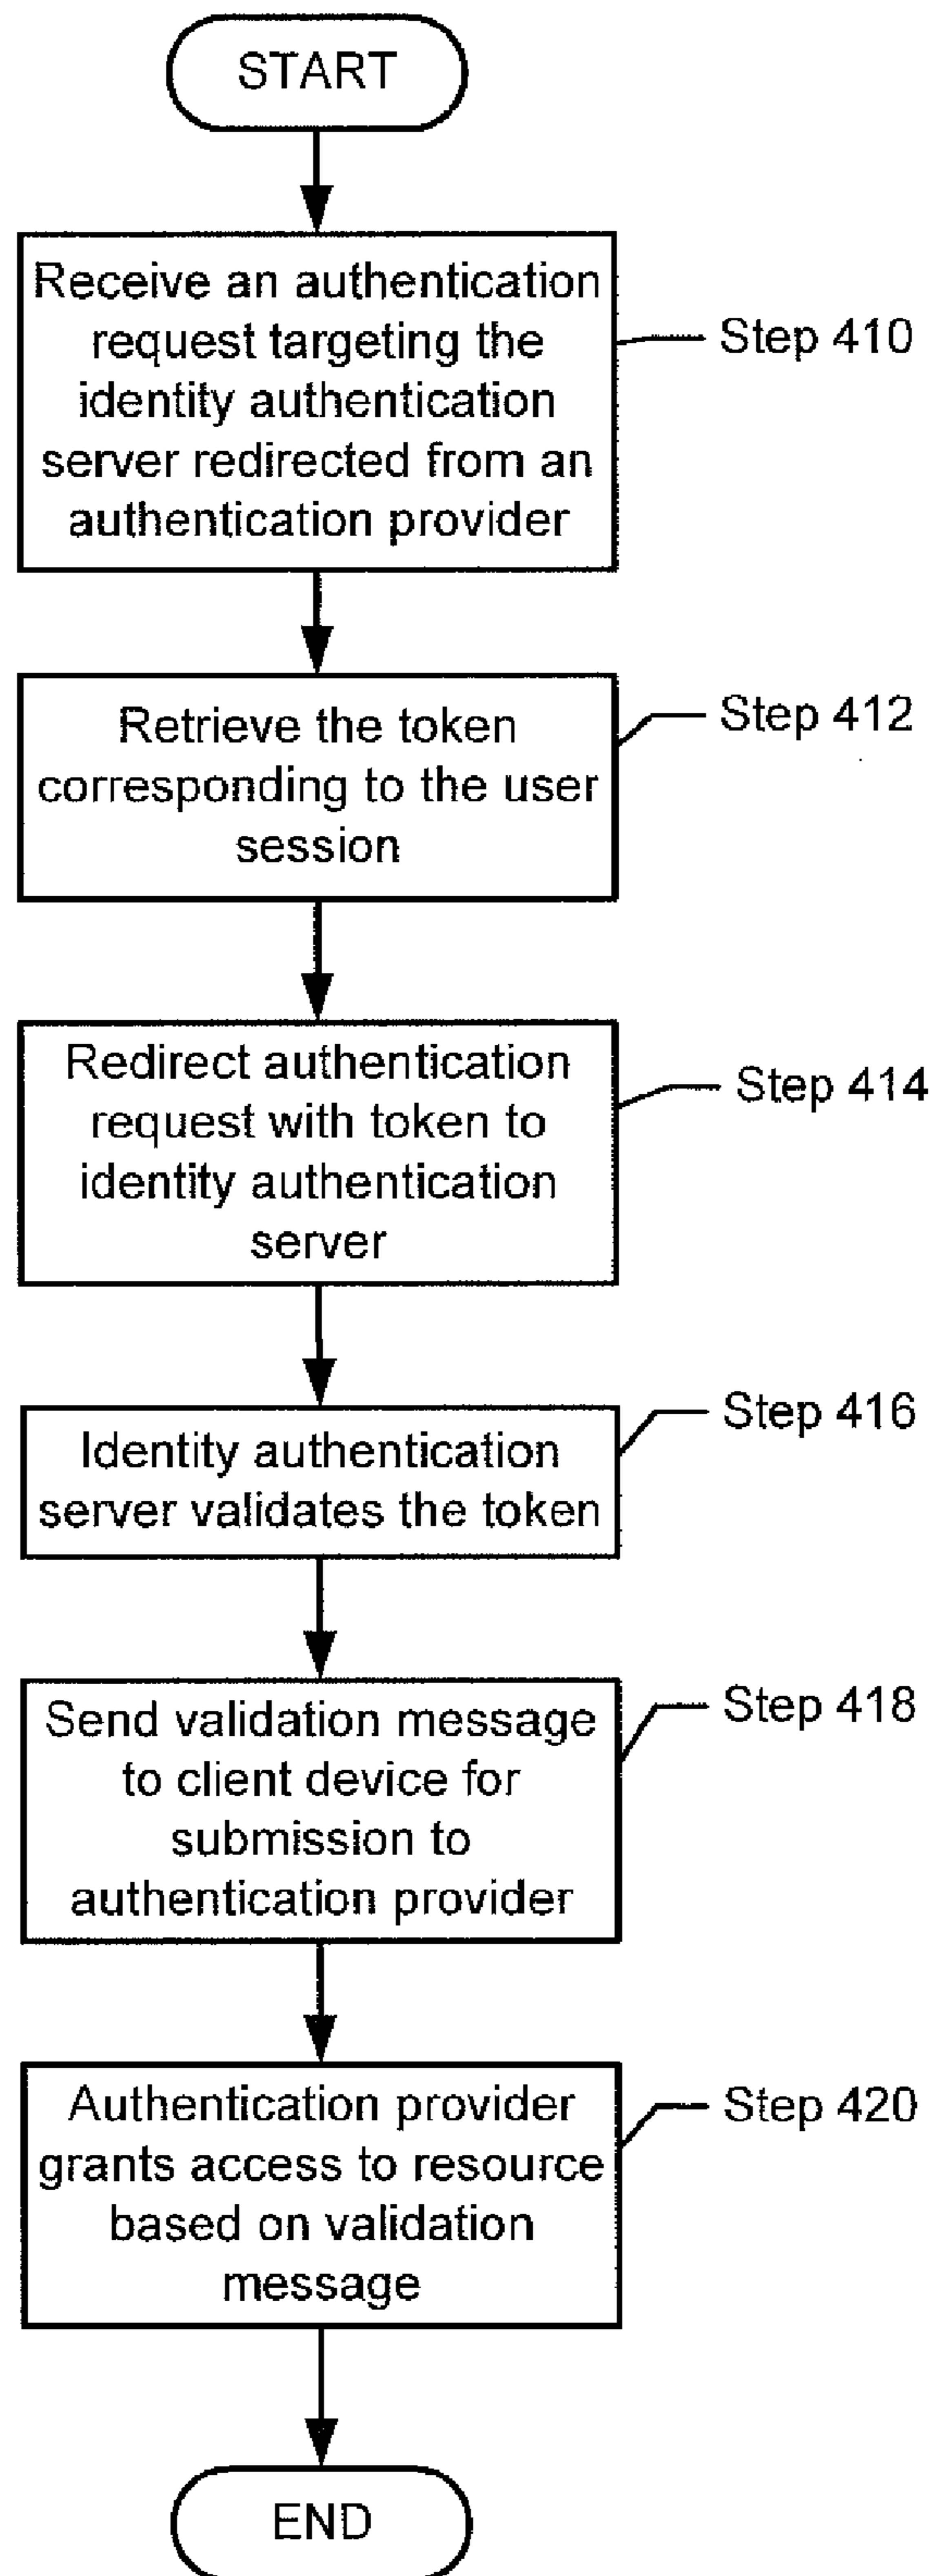 START
Receive an authentication
request targeting the
identity authentication
server redirected from an
authentication provider
Step 410
Retrieve the token
corresponding to the user
session
Step 412
Redirect authentication
request with token to
identity authentication
server
Step 414
Identity authentication
server validates the token
Step 416
Send validation message
to client device for
submission to
authentication provider
Step 418
Authentication provider
grants access to resource
based on validation
message
Step 420
END